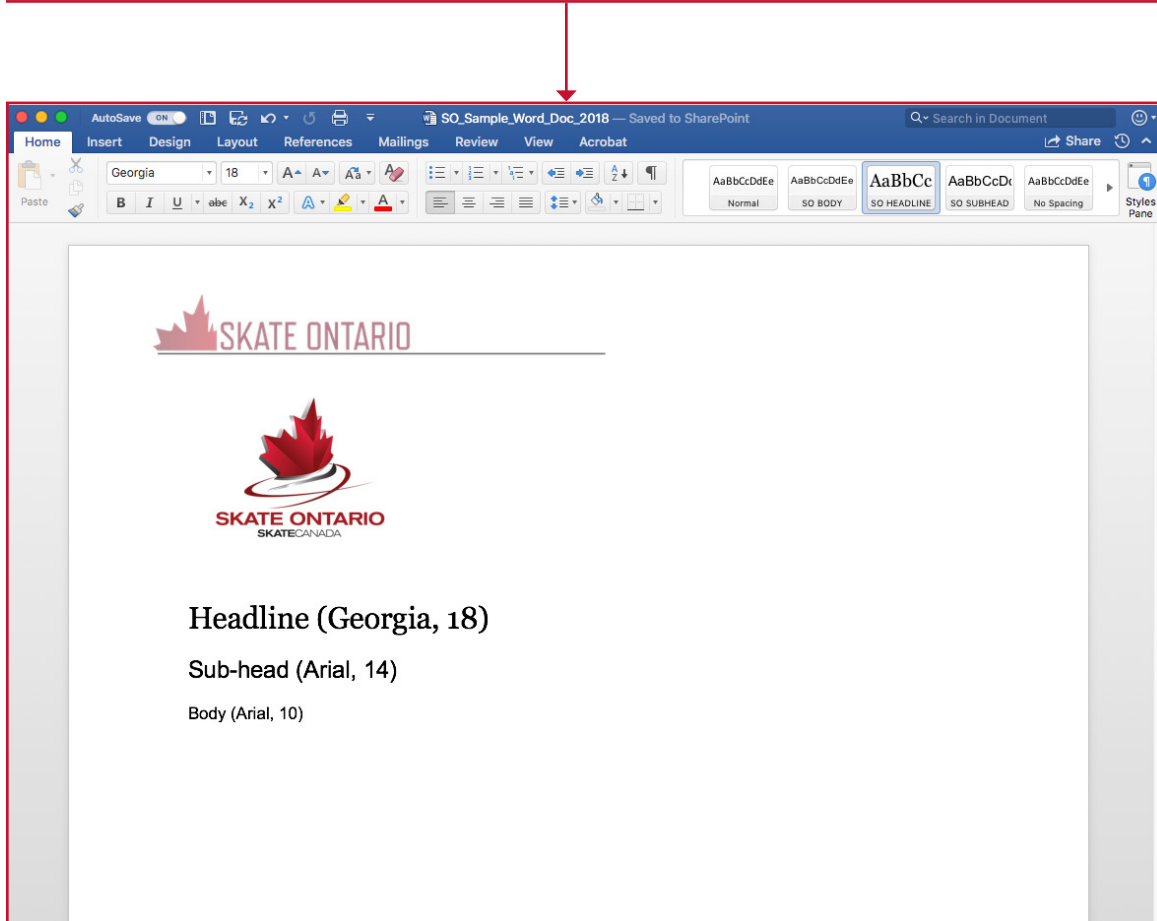 AutoSave ON SO_Sample_Word_Doc_2018 — Saved to SharePoint Search in Document
Home Insert Design Layout References Mailings Review View Acrobat Share
Paste Georgia 18 A A Aa A
B I U abc X2 X2 A A
AaBbCcDdEe AaBbCcDdEe AaBbCc AaBbCcDc AaBbCcDdEe
Normal SO BODY SO HEADLINE SO SUBHEAD No Spacing
Styles
Pane
SKATE ONTARIO
SKATE ONTARIO
SKATECANADA
Headline (Georgia, 18)
Sub-head (Arial, 14)
Body (Arial, 10)